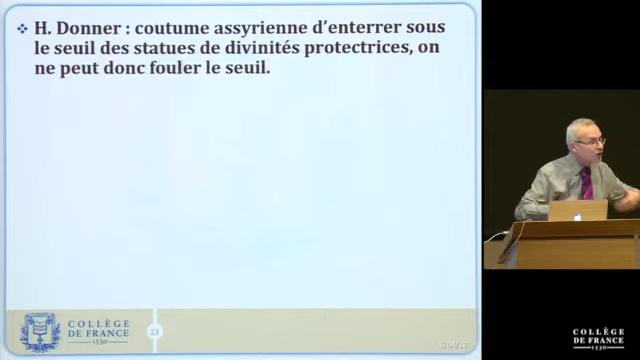 ❖ H. Donner : coutume assyrienne d’enterrer sous
le seuil des statues de divinités protectrices, on
ne peut donc fouler le seuil.
COLLÈGE
DE FRANCE
1530
23
COLLÈGE
DE FRANCE
1530